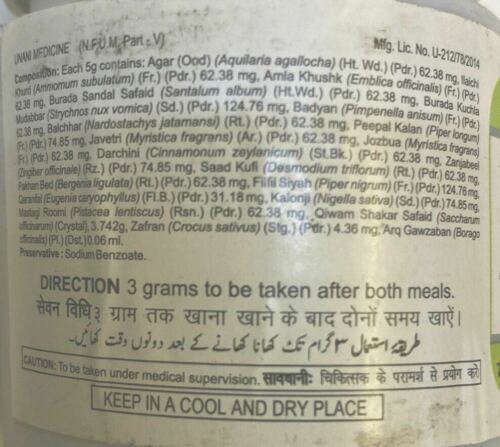 UNANI MEDICINE (N.F.U.M. Part - V)
Mfg. Lic. No. U-212/78/2014
Composition: Each 5g contains: Agar (Ood) (Aquilaria agallocha) (Ht. Wd.) (Pdr.) 62.38 mg, Ilaichi
Khurd (Ammomum subulatum) (Fr.) (Pdr.) 62.38 mg, Amla Khushk (Emblica officinalis) (Fr.) (Pdr.)
62.38 mg, Burada Sandal Safaid (Santalum album) (Ht.Wd.) (Pdr.) 62.38 mg, Burada Kuchla
Mudabbar (Strychnos nux vomica) (Sd.) (Pdr.) 124.76 mg, Badyan (Pimpenella anisum) (Fr.) (Pdr.)
62.38 mg, Balchhar (Nardostachys jatamansi) (Rt.) (Pdr.) 62.38 mg, Peepal Kalan (Piper longum)
(Fr.) (Pdr.) 74.85 mg, Javetri (Myristica fragrans) (Ar.) (Pdr.) 62.38 mg, Jozbua (Myristica fragrans)
(Fr.) (Pdr.) 62.38 mg, Darchini (Cinnamonum zeylanicum) (St.Bk.) (Pdr.) 62.38 mg, Zanjabeel
(Zingiber officinale) (Rz.) (Pdr.) 74.85 mg, Saad Kufi (Desmodium triflorum) (Rt.) (Pdr.) 62.38 mg,
Pakhan Bed (Bergenia ligulata) (Rt.) (Pdr.) 62.38 mg, Filfil Siyah (Piper nigrum) (Fr.) (Pdr.) 124.76 mg,
Qaranfal (Eugenia caryophyllus) (Fl.B.) (Pdr.) 31.18 mg, Kalonji (Nigella sativa) (Sd.) (Pdr.) 74.85 mg,
Mastagi Roomi (Pistacea lentiscus) (Rsn.) (Pdr.) 62.38 mg, Qiwam Shakar Safaid (Saccharum
officinarum) (Crystal), 3.742g, Zafran (Crocus sativus) (Stg.) (Pdr.) 4.36 mg, Arq Gawzaban (Borago
officinalis) (Pl.) (Dst.) 0.06 ml.
Preservative : Sodium Benzoate.
DIRECTION 3 grams to be taken after both meals.
सेवन विधि ३ ग्राम तक खाना खाने के बाद दोनों समय खाऐं।
طریقہ استعمال ۳ گرام تک کھانا کھانے کے بعد دونوں وقت کھائیں۔
CAUTION: To be taken under medical supervision. सावधानी: चिकित्सक के परामर्श से प्रयोग करें
KEEP IN A COOL AND DRY PLACE